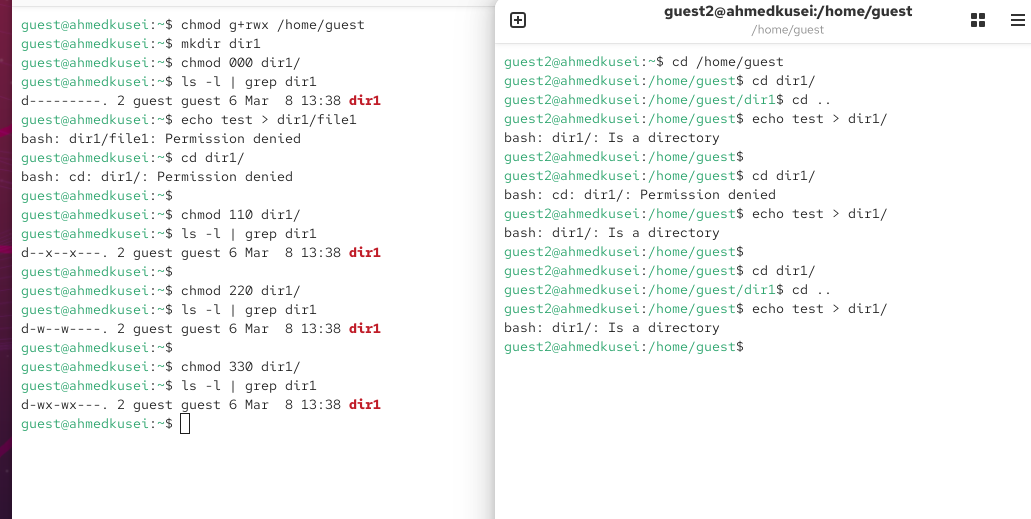 guest@ahmedkusei:~$ chmod g+rwx /home/guest
guest@ahmedkusei:~$ mkdir dir1
guest@ahmedkusei:~$ chmod 000 dir1/
guest@ahmedkusei:~$ ls -l | grep dir1
d---------. 2 guest guest 6 Mar  8 13:38 dir1
guest@ahmedkusei:~$ echo test > dir1/file1
bash: dir1/file1: Permission denied
guest@ahmedkusei:~$ cd dir1/
bash: cd: dir1/: Permission denied
guest@ahmedkusei:~$
guest@ahmedkusei:~$ chmod 110 dir1/
guest@ahmedkusei:~$ ls -l | grep dir1
d--x--x---. 2 guest guest 6 Mar  8 13:38 dir1
guest@ahmedkusei:~$
guest@ahmedkusei:~$ chmod 220 dir1/
guest@ahmedkusei:~$ ls -l | grep dir1
d-w--w----. 2 guest guest 6 Mar  8 13:38 dir1
guest@ahmedkusei:~$
guest@ahmedkusei:~$ chmod 330 dir1/
guest@ahmedkusei:~$ ls -l | grep dir1
d-wx-wx---. 2 guest guest 6 Mar  8 13:38 dir1
guest@ahmedkusei:~$
guest2@ahmedkusei:/home/guest
/home/guest
guest2@ahmedkusei:~$ cd /home/guest
guest2@ahmedkusei:/home/guest$ cd dir1/
guest2@ahmedkusei:/home/guest/dir1$ cd ..
guest2@ahmedkusei:/home/guest$ echo test > dir1/
bash: dir1/: Is a directory
guest2@ahmedkusei:/home/guest$
guest2@ahmedkusei:/home/guest$ cd dir1/
bash: cd: dir1/: Permission denied
guest2@ahmedkusei:/home/guest$ echo test > dir1/
bash: dir1/: Is a directory
guest2@ahmedkusei:/home/guest$
guest2@ahmedkusei:/home/guest$ cd dir1/
guest2@ahmedkusei:/home/guest/dir1$ cd ..
guest2@ahmedkusei:/home/guest$ echo test > dir1/
bash: dir1/: Is a directory
guest2@ahmedkusei:/home/guest$